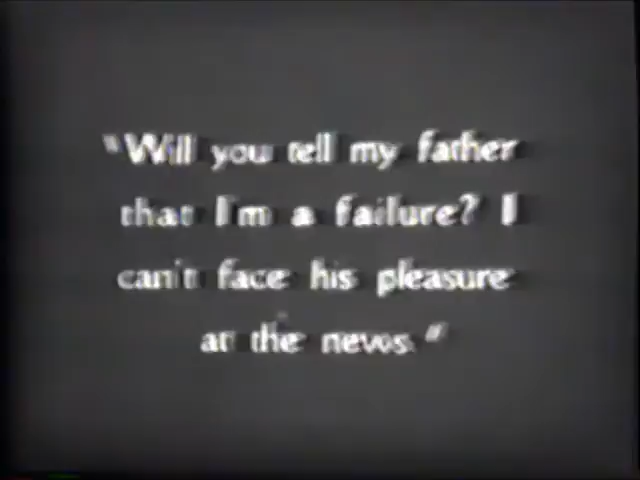 "Will you tell my father
that I'm a failure? I
can't face his pleasure
at the news."